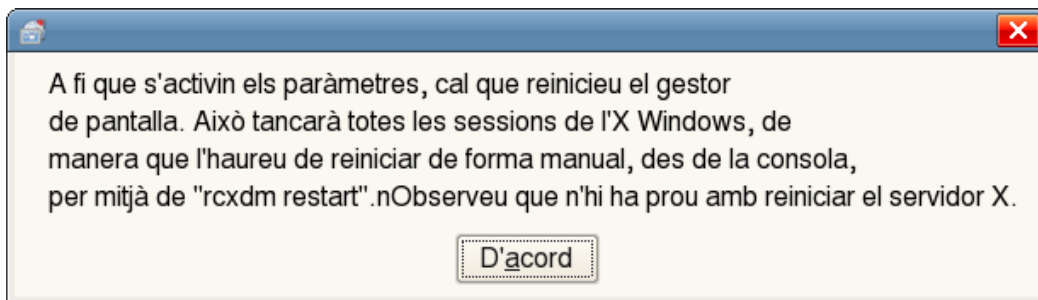 A fi que s'activin els paràmetres, cal que reinicieu el gestor
de pantalla. Això tancarà totes les sessions de l'X Windows, de
manera que l'haureu de reiniciar de forma manual, des de la consola,
per mitjà de "rcxdm restart".nObserveu que n'hi ha prou amb reiniciar el servidor X.
D'acord